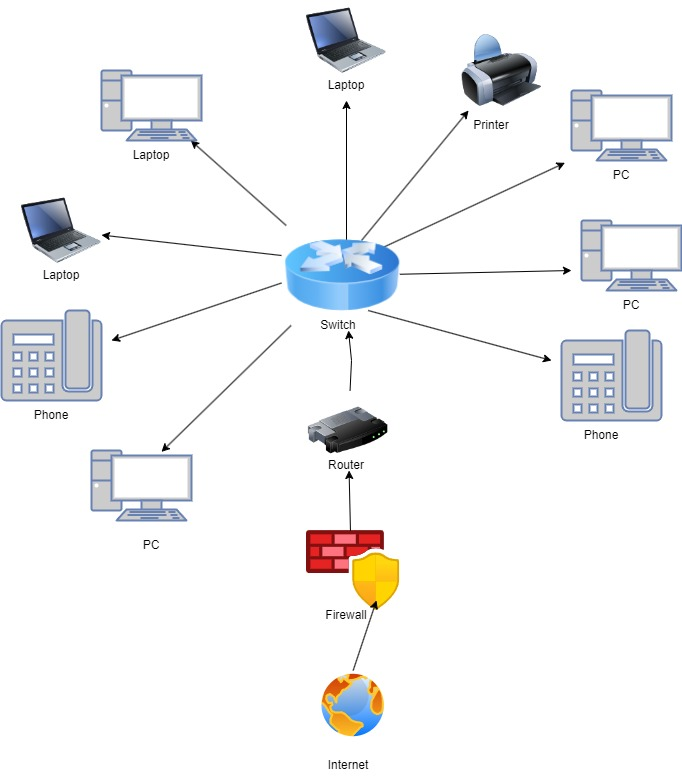 Laptop
Printer
Laptop
PC
Laptop
PC
Switch
Phone
Phone
Router
PC
Firewall
Internet